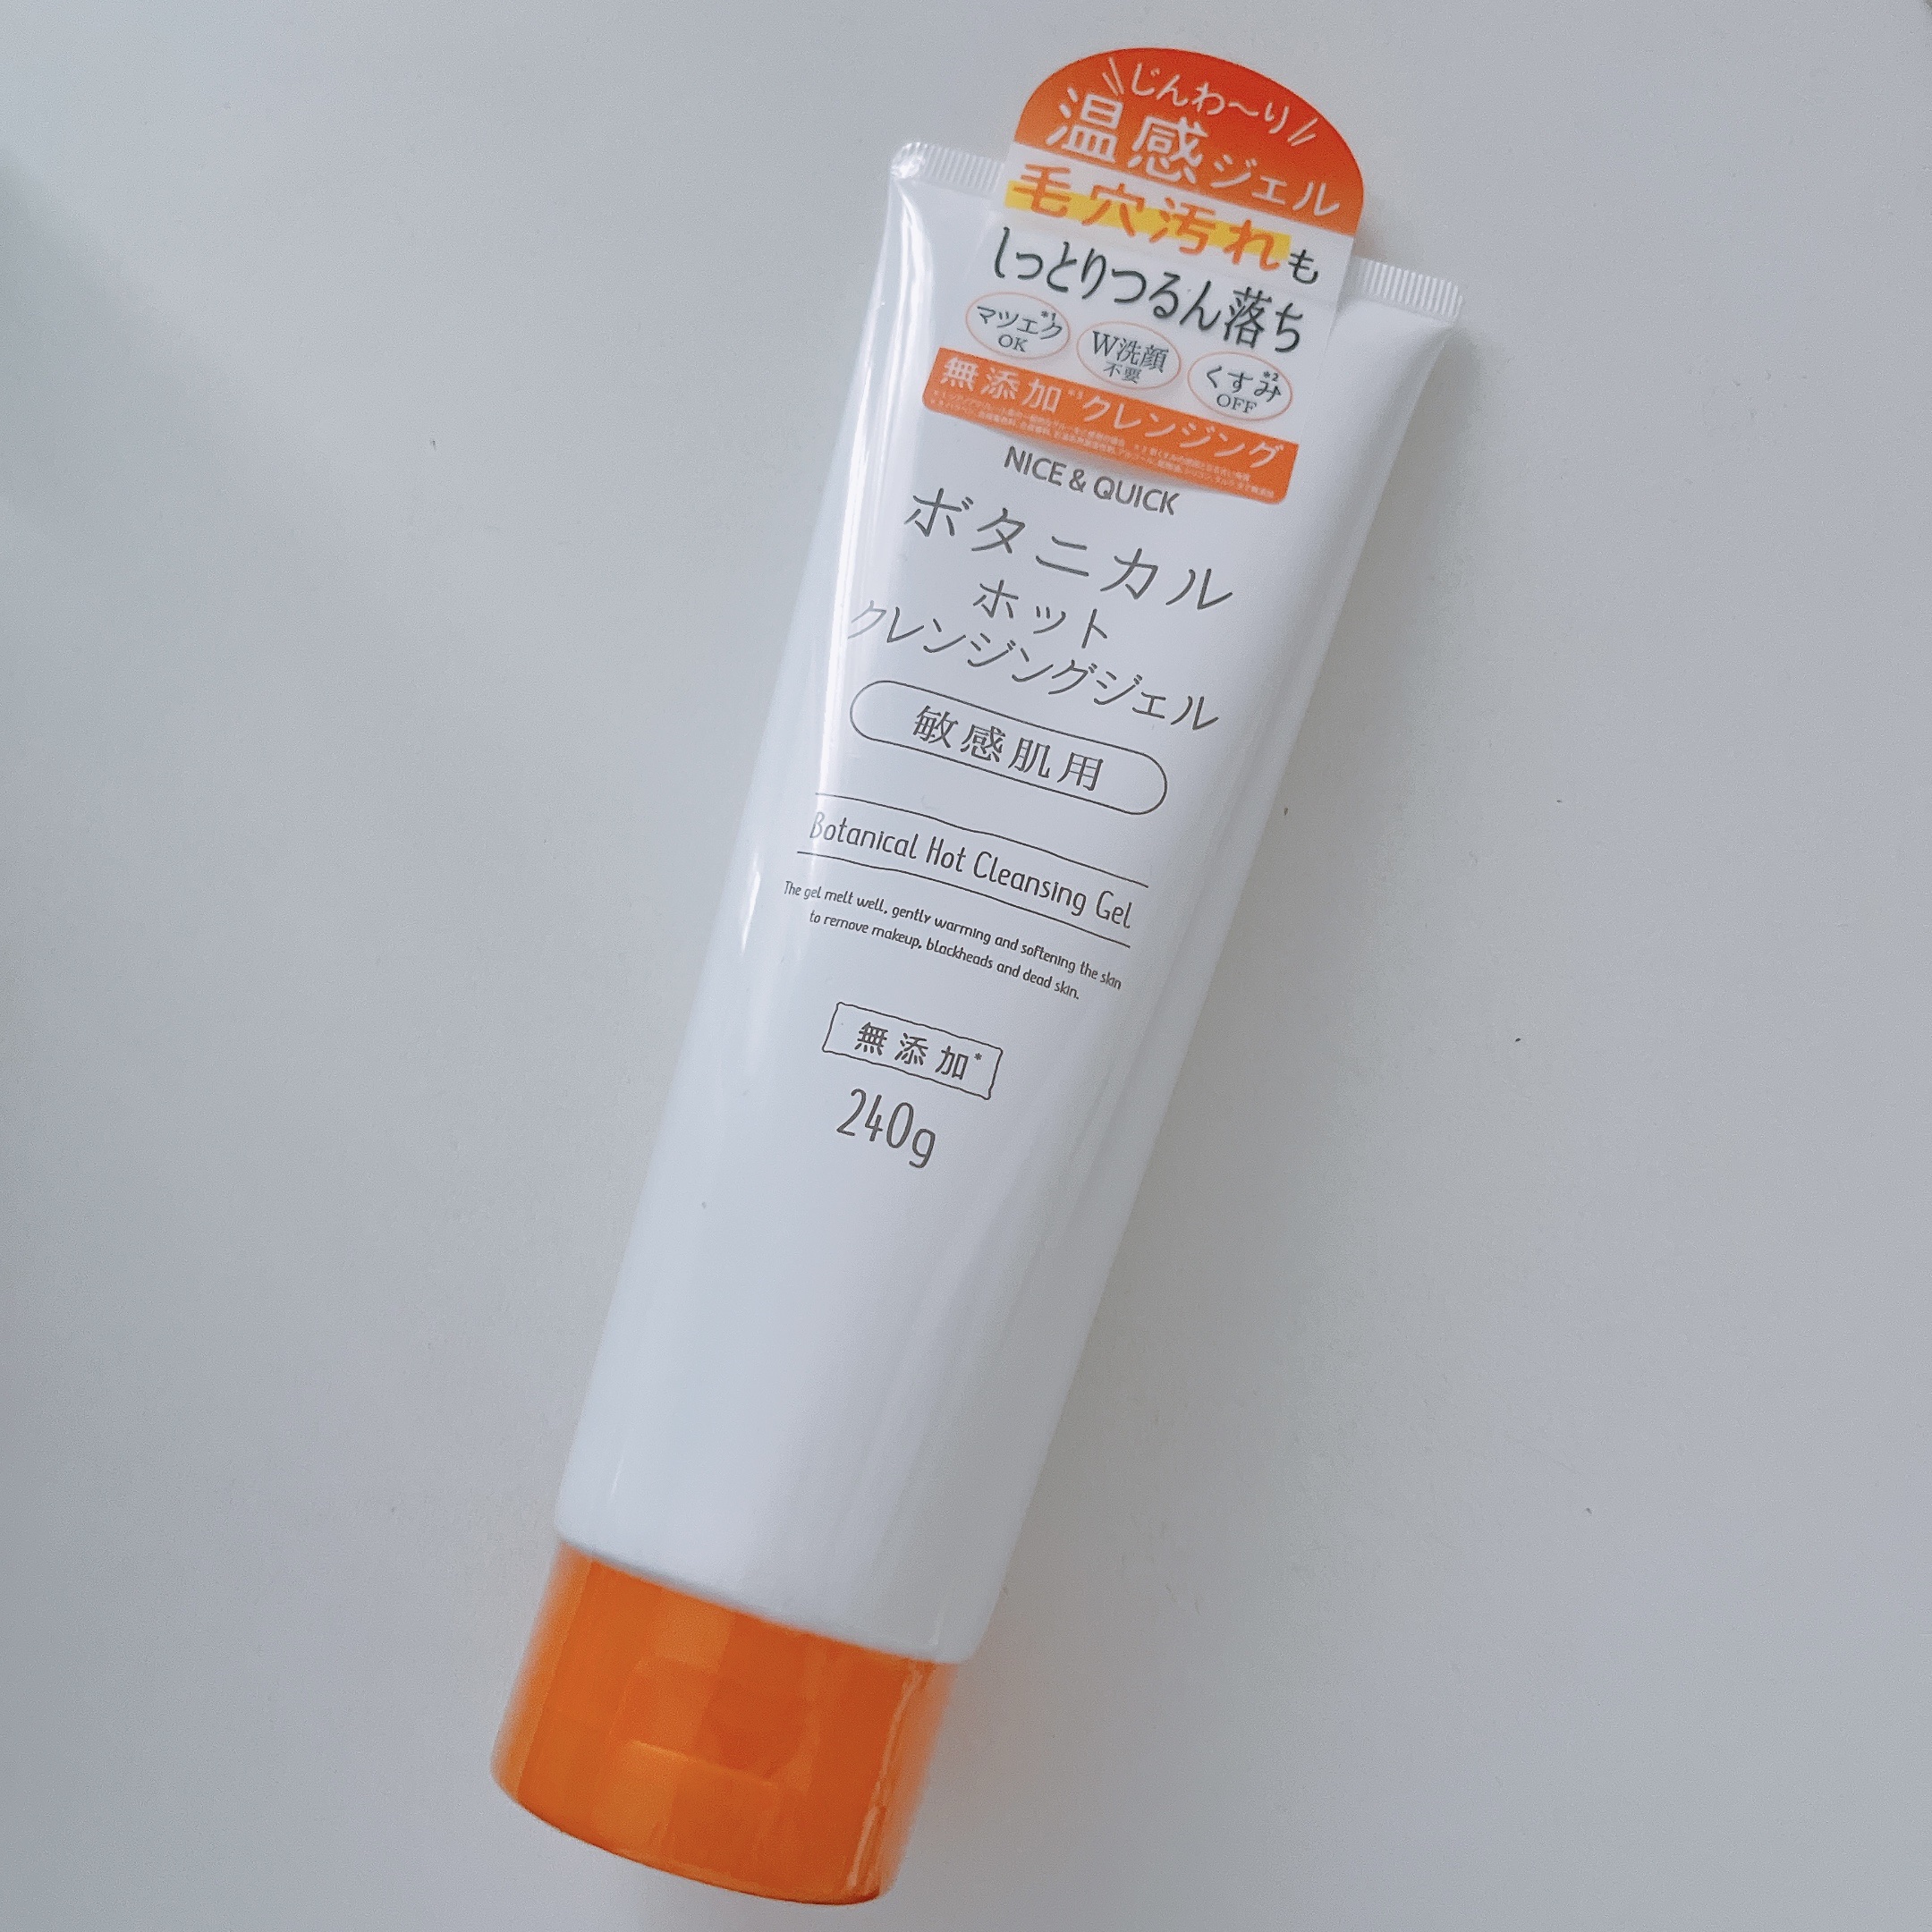 じんわ〜り
温感ジェル
毛穴汚れも
しっとりつるん落ち
マツエク*1
OK
W洗顔
不要
くすみ*2
OFF
無添加*3クレンジング
NICE & QUICK
ボタニカル
ホット
クレンジングジェル
敏感肌用
Botanical Hot Cleansing Gel
The gel melt well, gently warming and softening the skin
to remove makeup, blackheads and dead skin.
無添加*
240g